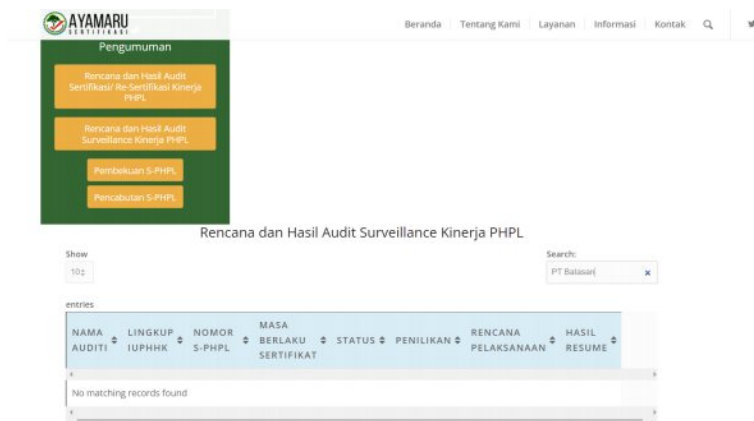 AYAMARU
SERTIFIKASI
Beranda
Tentang Kami
Layanan
Informasi
Kontak
Pengumuman
Rencana dan Hasil Audit
Sertifikasi/ Re-Sertifikasi Kinerja
PHPL
Rencana dan Hasil Audit
Surveillance Kinerja PHPL
Pembekuan S-PHPL
Pencabutan S-PHPL
Rencana dan Hasil Audit Surveillance Kinerja PHPL
Show
10
entries
Search:
PT Batasan
NAMA
AUDITI
LINGKUP
IUPHHK
NOMOR
S-PHPL
MASA
BERLAKU
SERTIFIKAT
STATUS
PENILIKAN
RENCANA
PELAKSANAAN
HASIL
RESUME
No matching records found